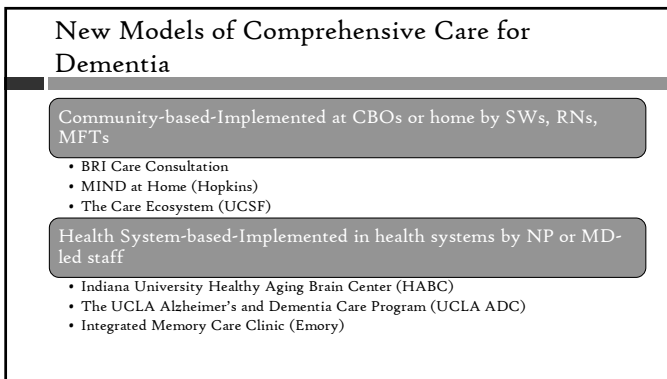 New Models of Comprehensive Care for
Dementia
Community-based-Implemented at CBOs or home by SWs, RNs,
MFTs
• BRI Care Consultation
• MIND at Home (Hopkins)
• The Care Ecosystem (UCSF)
Health System-based-Implemented in health systems by NP or MD-
led staff
• Indiana University Healthy Aging Brain Center (HABC)
• The UCLA Alzheimer's and Dementia Care Program (UCLA ADC)
• Integrated Memory Care Clinic (Emory)